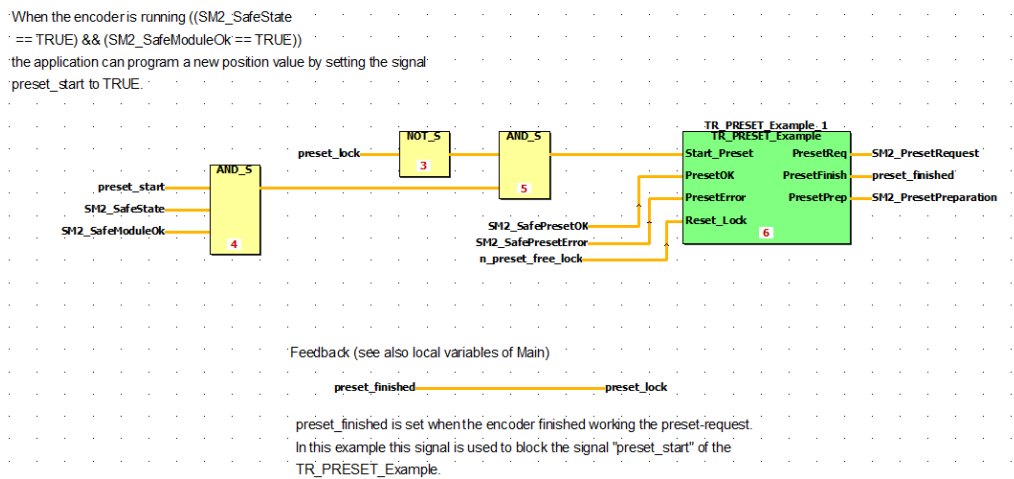 When the encoder is running ((SM2_SafeState
== TRUE) && (SM2_SafeModuleOk == TRUE))
the application can program a new position value by setting the signal
preset_start to TRUE.
TR_PRESET_Example_1
NOT_S
AND_S
TR_PRESET_Example
preset_lock
Start_Preset
PresetReq
SM2_PresetRequest
3
AND_S
PresetOK
PresetFinish
preset_finished
preset_start
5
PresetError
PresetPrep
SM2_PresetPreparation
SM2_SafeState
SM2_SafePresetOK
Reset_Lock
SM2_SafeModuleOk
6
4
SM2_SafePresetError
n_preset_free_lock
Feedback (see also local variables of Main)
preset_finished
preset_lock
preset_finished is set when the encoder finished working the preset-request.
In this example this signal is used to block the signal "preset_start" of the
TR_PRESET_Example.